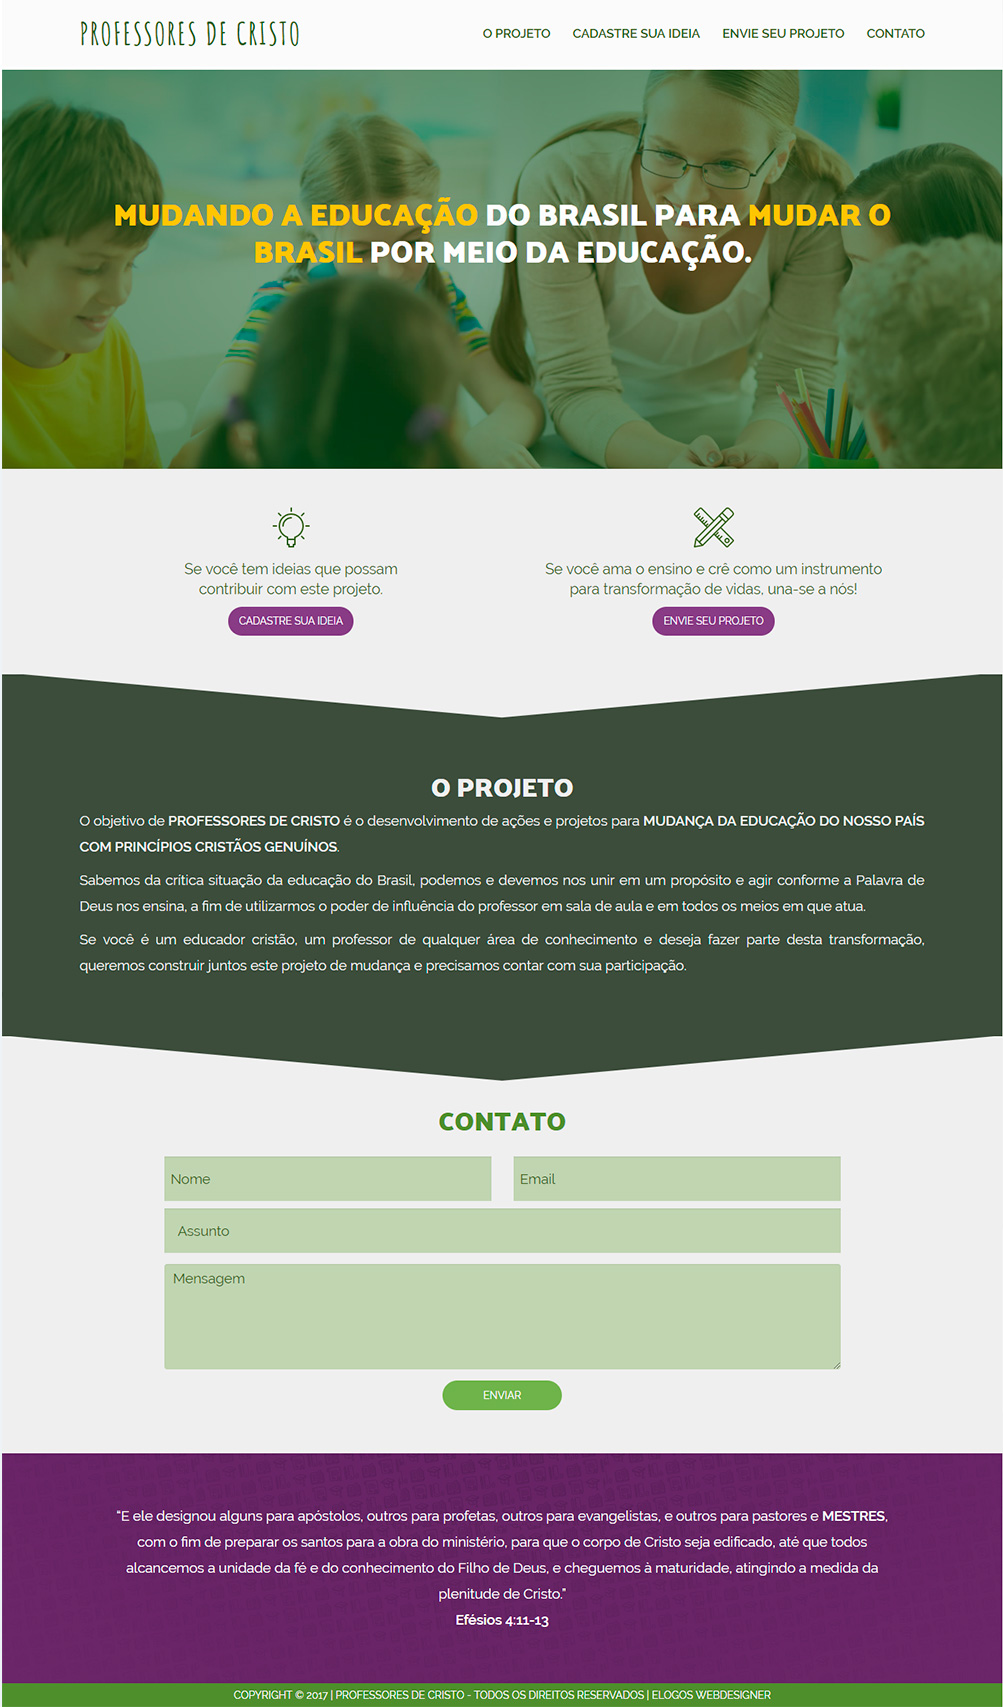 PROFESSORES DE CRISTO
O PROJETO CADASTRE SUA IDEIA ENVIE SEU PROJETO CONTATO
MUDANDO A EDUCAÇÃO DO BRASIL PARA MUDAR O
BRASIL POR MEIO DA EDUCAÇÃO.
Se você tem ideias que possam
contribuir com este projeto.
CADASTRE SUA IDEIA
Se você ama o ensino e crê como um instrumento
para transformação de vidas, una-se a nós!
ENVIE SEU PROJETO
O PROJETO
O objetivo de PROFESSORES DE CRISTO é o desenvolvimento de ações e projetos para MUDANÇA DA EDUCAÇÃO DO NOSSO PAÍS
COM PRINCÍPIOS CRISTÃOS GENUÍNOS.
Sabemos da crítica situação da educação do Brasil, podemos e devemos nos unir em um propósito e agir conforme a Palavra de
Deus nos ensina, a fim de utilizarmos o poder de influência do professor em sala de aula e em todos os meios em que atua.
Se você é um educador cristão, um professor de qualquer área de conhecimento e deseja fazer parte desta transformação,
queremos construir juntos este projeto de mudança e precisamos contar com sua participação.
CONTATO
Nome
Email
Assunto
Mensagem
ENVIAR
“E ele designou alguns para apóstolos, outros para profetas, outros para evangelistas, e outros para pastores e MESTRES,
com o fim de preparar os santos para a obra do ministério, para que o corpo de Cristo seja edificado, até que todos
alcancemos a unidade da fé e do conhecimento do Filho de Deus, e cheguemos à maturidade, atingindo a medida da
plenitude de Cristo.”
Efésios 4:11-13
COPYRIGHT © 2017 | PROFESSORES DE CRISTO - TODOS OS DIREITOS RESERVADOS | ELOGOS WEBDESIGNER